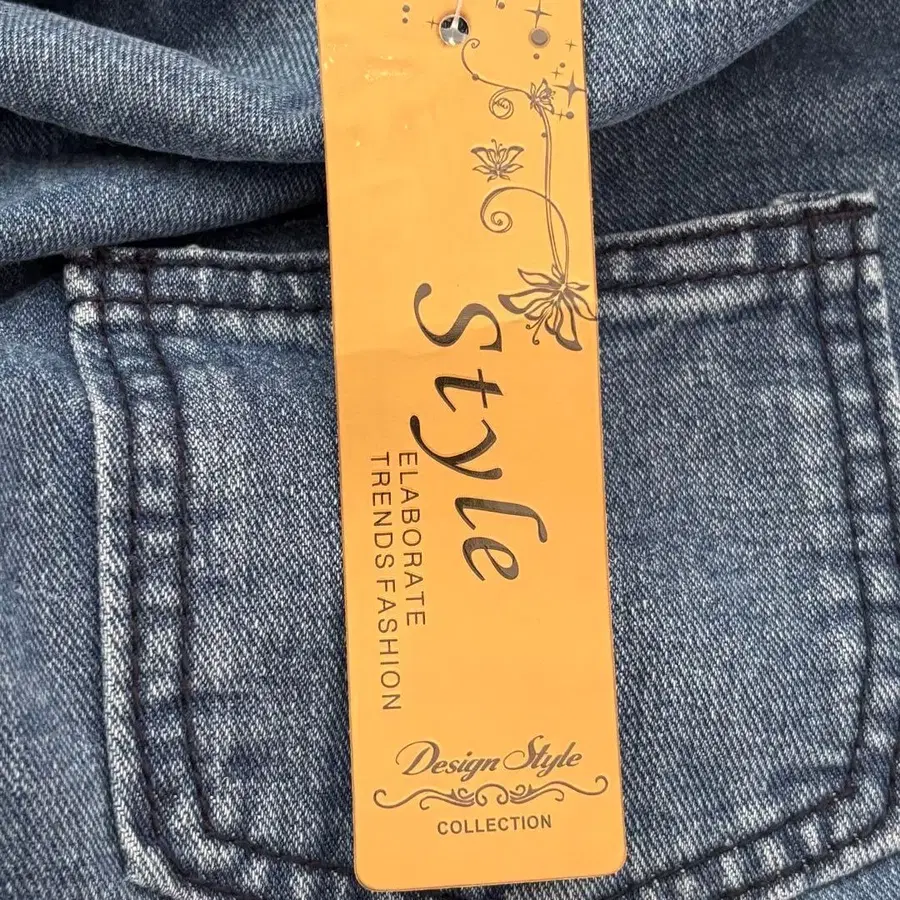 Style
ELABORATE
TRENDS FASHION
Design Style
COLLECTION